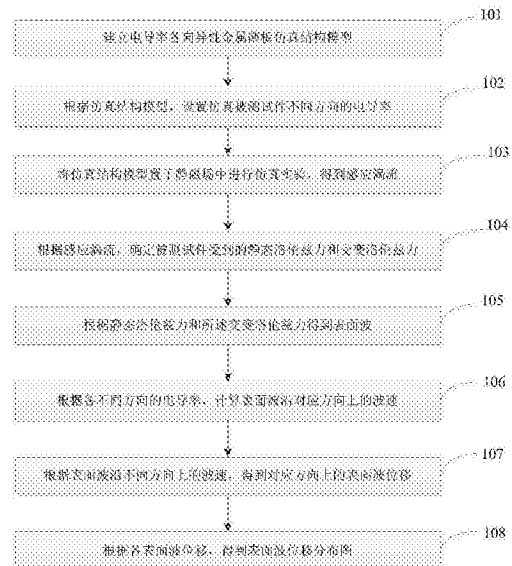 101
建立电导率各向异性金属薄板仿真结构模型
102
根据仿真结构模型，设置仿真被测试件不同方向的电导率
103
将仿真结构模型置于静磁场中进行仿真实验，得到感应涡流
104
根据感应涡流，确定被测试件受到的静态洛伦兹力和交变洛伦兹力
105
根据静态洛伦兹力和所述交变洛伦兹力得到表面波
106
根据各不同方向的电导率，计算表面波沿对应方向上的波速
107
根据表面波沿不同方向上的波速，得到对应方向上的表面波位移
108
根据各表面波位移，得到表面波位移分布图